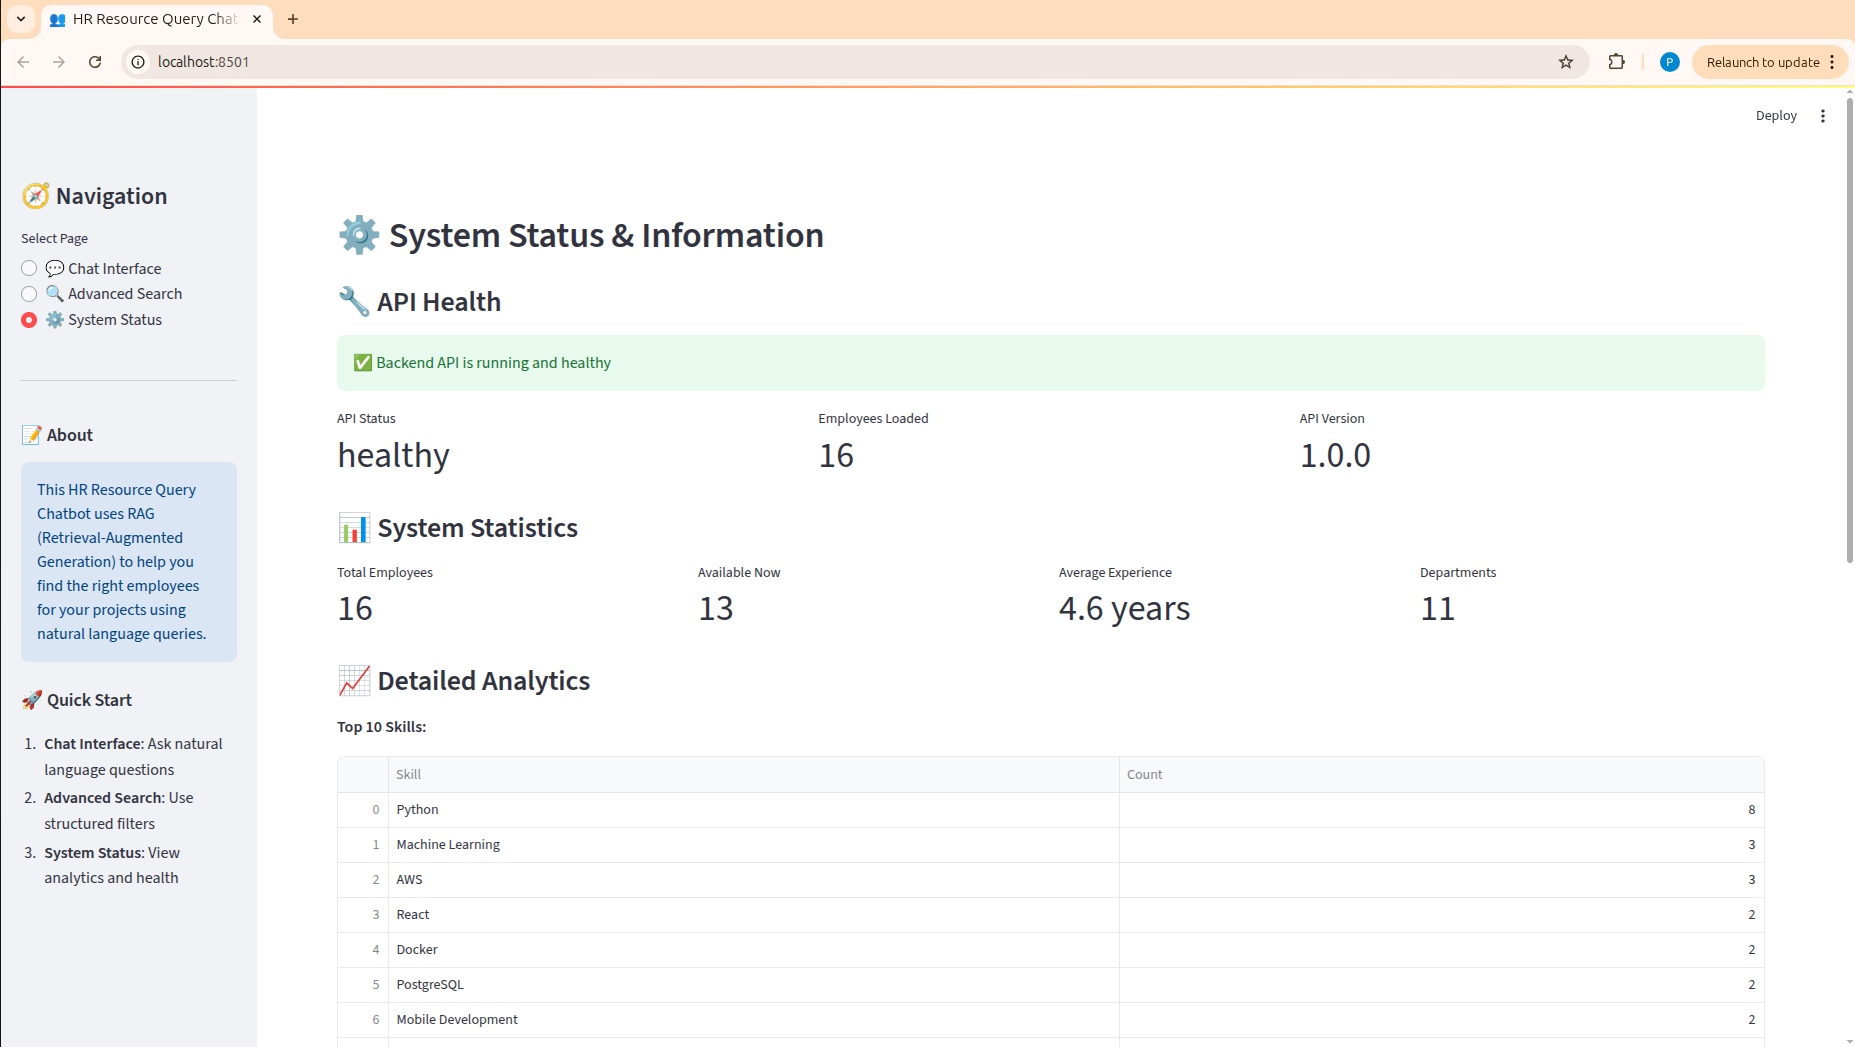 HR Resource Query Chat
localhost:8501
P
Relaunch to update
Deploy
Navigation
Select Page
Chat Interface
Advanced Search
System Status
About
This HR Resource Query
Chatbot uses RAG
(Retrieval-Augmented
Generation) to help you
find the right employees
for your projects using
natural language queries.
Quick Start
1. Chat Interface: Ask natural
language questions
2. Advanced Search: Use
structured filters
3. System Status: View
analytics and health
System Status & Information
API Health
Backend API is running and healthy
API Status
healthy
Employees Loaded
16
API Version
1.0.0
System Statistics
Total Employees
16
Available Now
13
Average Experience
4.6 years
Departments
11
Detailed Analytics
Top 10 Skills:
Skill Count
0 Python 8
1 Machine Learning 3
2 AWS 3
3 React 2
4 Docker 2
5 PostgreSQL 2
6 Mobile Development 2